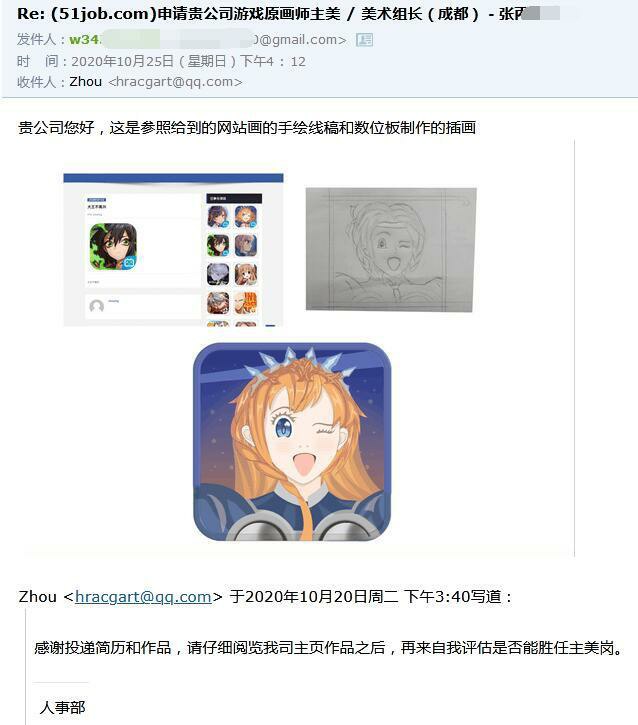 Re: (51job.com)申请贵公司游戏原画师主美 / 美术组长（成都） - 张
发件人：w34 0@gmail.com>
时 间：2020年10月25日（星期日）下午4：12
收件人：Zhou <hracgart@qq.com>
贵公司您好，这是参照给到的网站画的手绘线稿和数位板制作的插画
Zhou <hracgart@qq.com> 于2020年10月20日周二 下午3:40写道：
感谢投递简历和作品，请仔细阅览我司主页作品之后，再来自我评估是否能胜任主美岗。
人事部